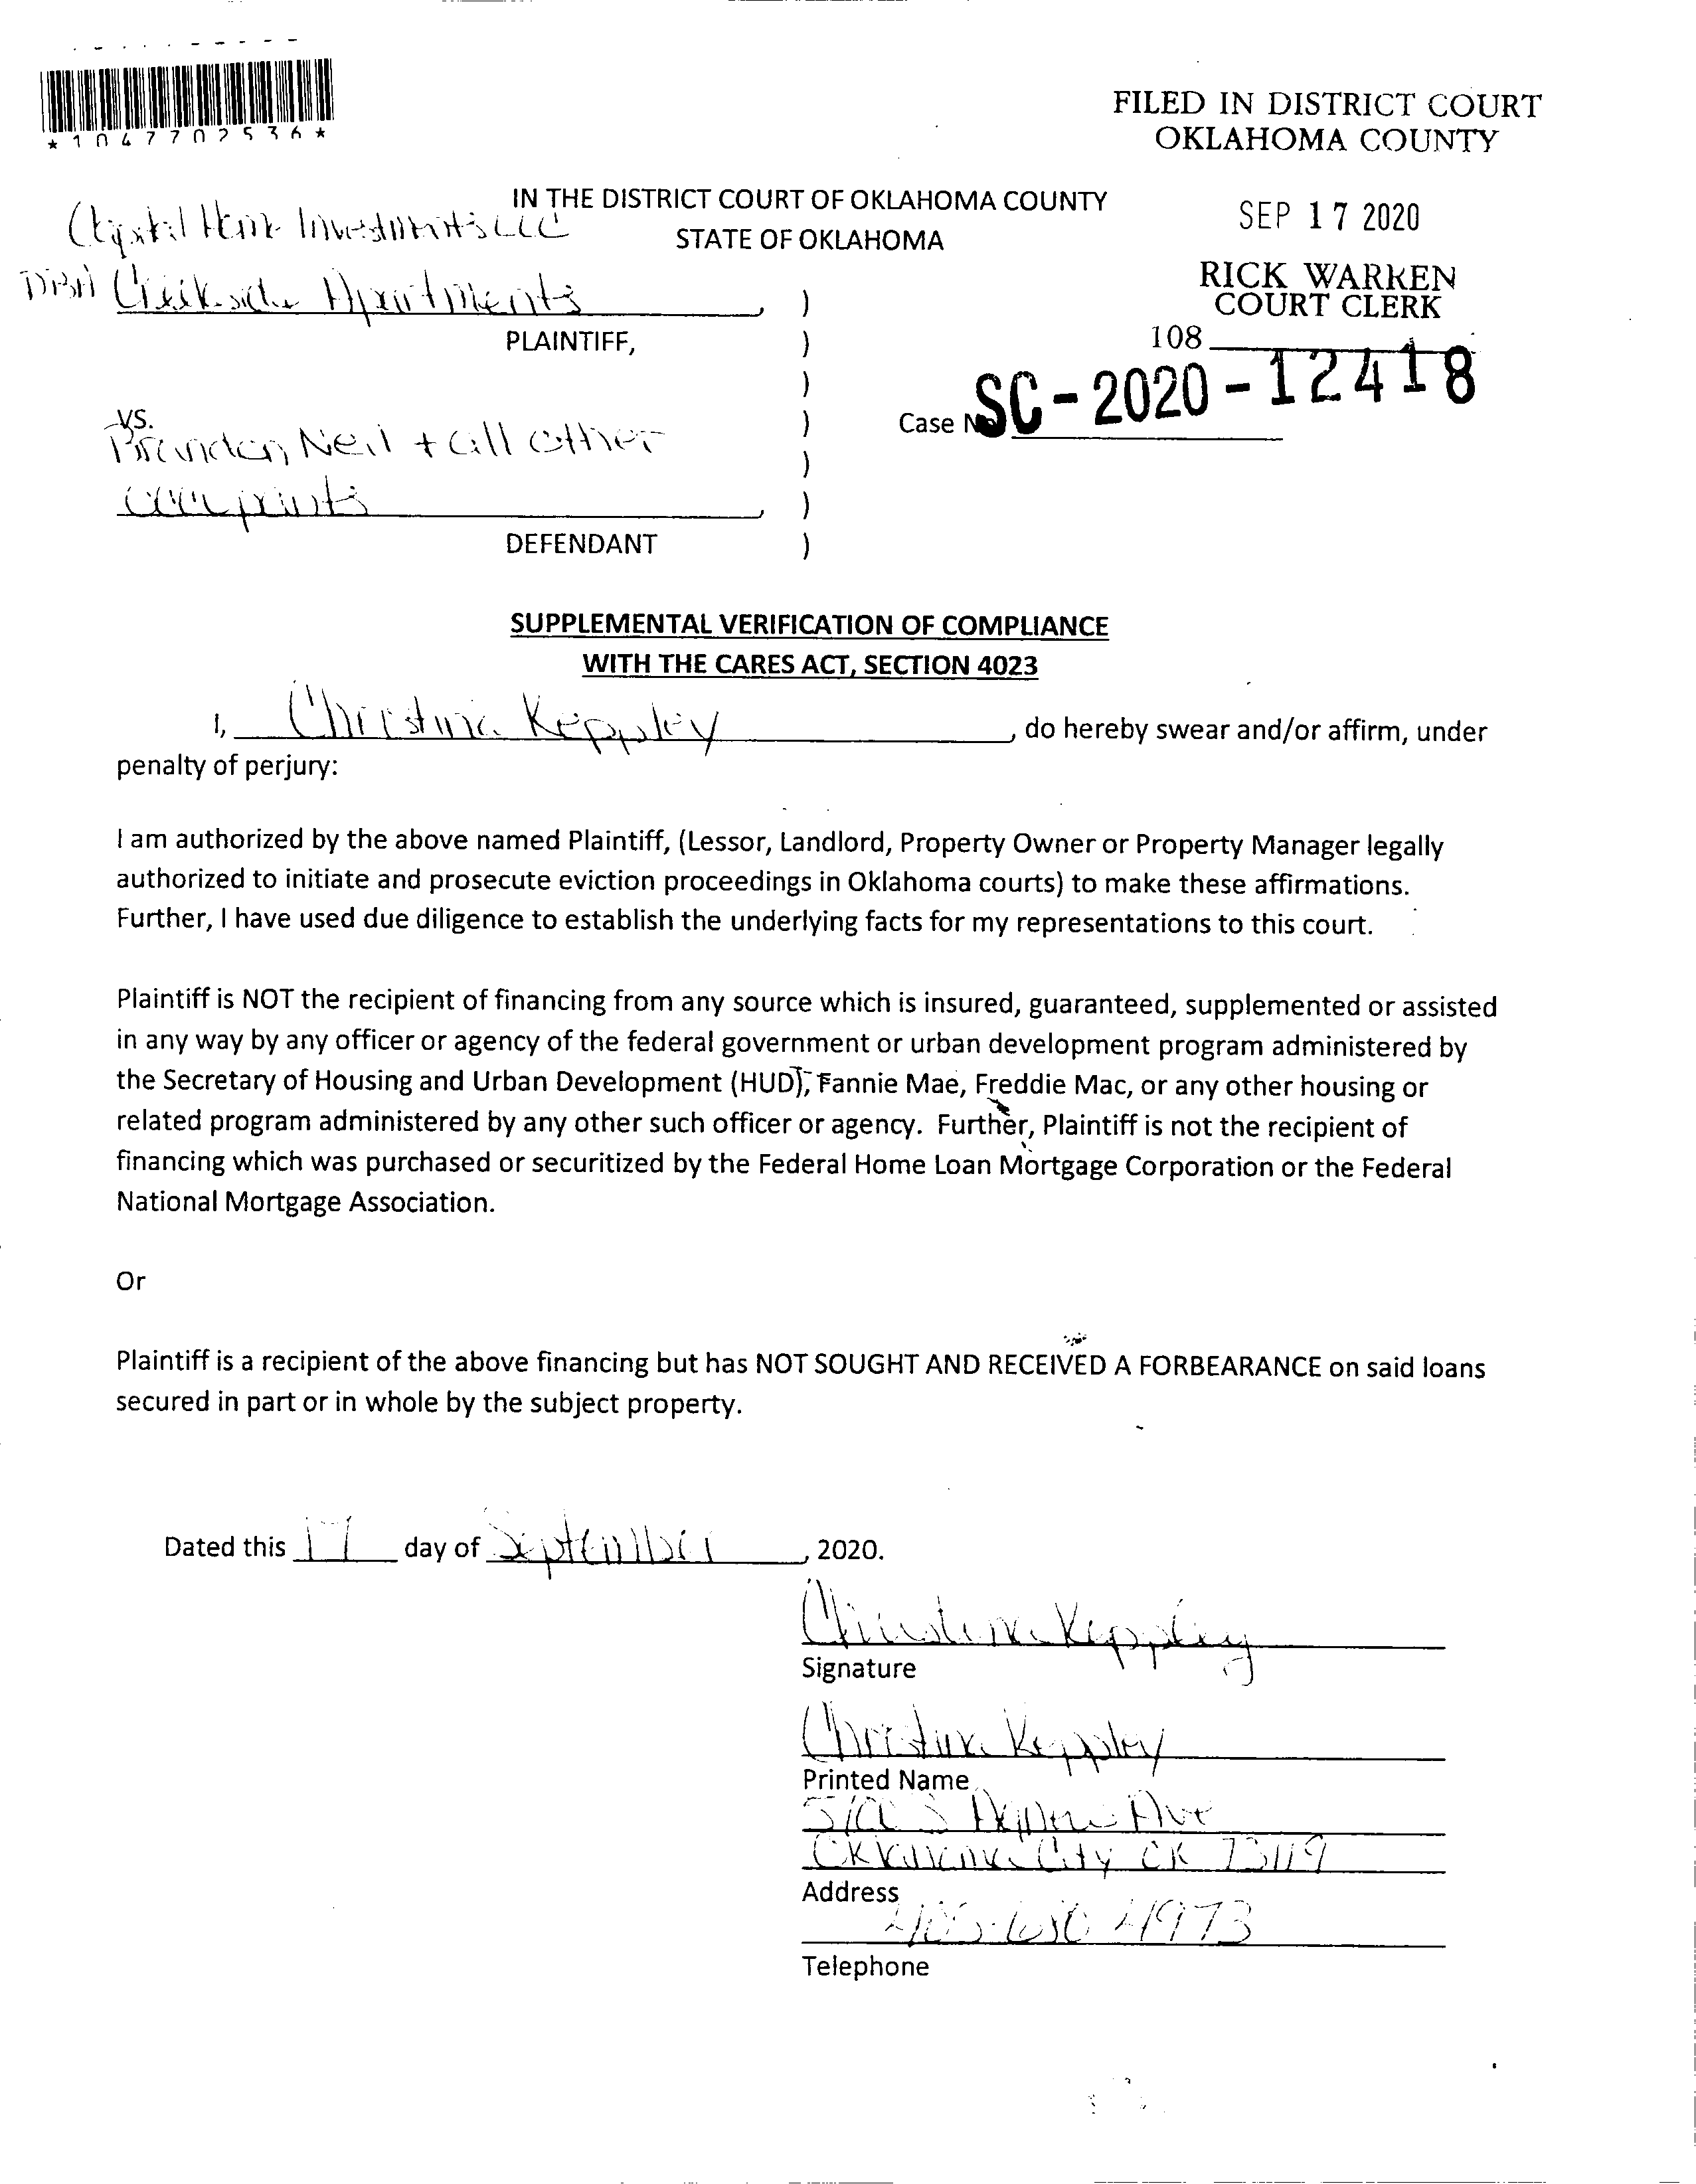 *1047702536*
FILED IN DISTRICT COURT
OKLAHOMA COUNTY
IN THE DISTRICT COURT OF OKLAHOMA COUNTY
STATE OF OKLAHOMA
SEP 17 2020
RICK WARREN
COURT CLERK
108
Investments LLC
DBA Creekside Apartments, )
PLAINTIFF, )
)
vs. )
Brandon Neil + all other )
occupants, )
DEFENDANT )
Case No SC-2020-12418
SUPPLEMENTAL VERIFICATION OF COMPLIANCE
WITH THE CARES ACT, SECTION 4023
I, Christina Keppley, do hereby swear and/or affirm, under
penalty of perjury:
I am authorized by the above named Plaintiff, (Lessor, Landlord, Property Owner or Property Manager legally
authorized to initiate and prosecute eviction proceedings in Oklahoma courts) to make these affirmations.
Further, I have used due diligence to establish the underlying facts for my representations to this court.
Plaintiff is NOT the recipient of financing from any source which is insured, guaranteed, supplemented or assisted
in any way by any officer or agency of the federal government or urban development program administered by
the Secretary of Housing and Urban Development (HUD), Fannie Mae, Freddie Mac, or any other housing or
related program administered by any other such officer or agency. Further, Plaintiff is not the recipient of
financing which was purchased or securitized by the Federal Home Loan Mortgage Corporation or the Federal
National Mortgage Association.
Or
Plaintiff is a recipient of the above financing but has NOT SOUGHT AND RECEIVED A FORBEARANCE on said loans
secured in part or in whole by the subject property.
Dated this 17 day of September, 2020.
Christina Keppley
Signature
Christina Keppley
Printed Name
S Ave
Oklahoma City OK 73119
Address
4973
Telephone